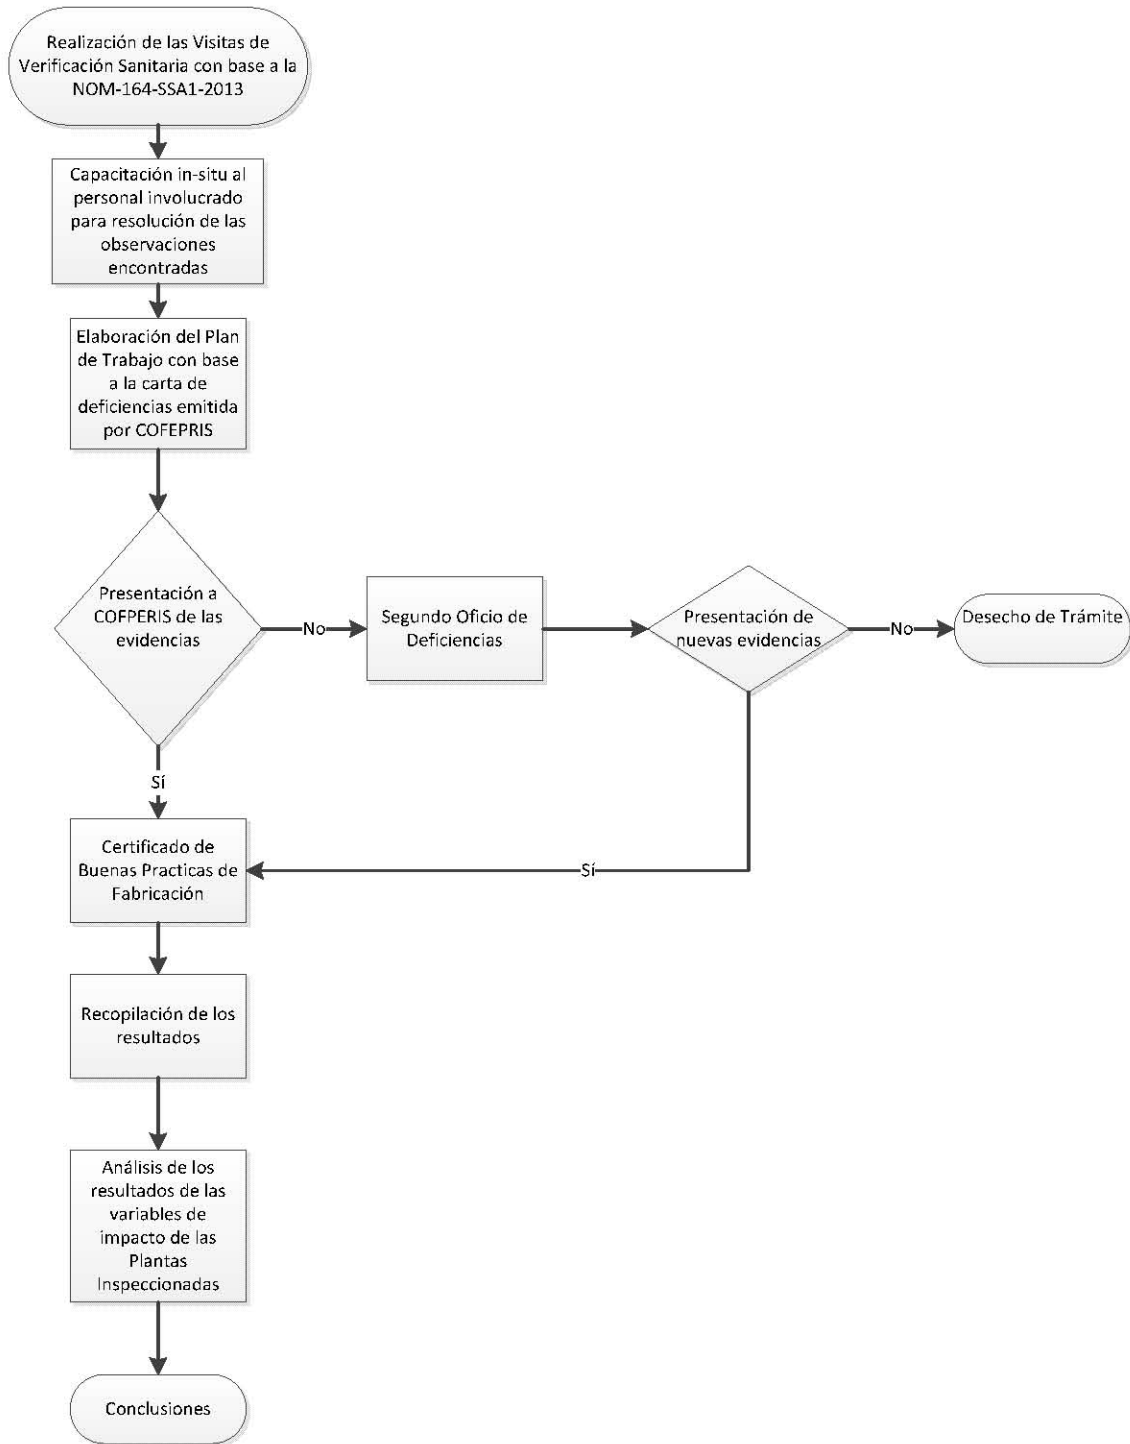 Realización de las Visitas de
Verificación Sanitaria con base a la
NOM-164-SSA1-2013
Capacitación in-situ al
personal involucrado
para resolución de las
observaciones
encontradas
Elaboración del Plan
de Trabajo con base
a la carta de
deficiencias emitida
por COFEPRIS
Presentación a
COFPERIS de las
evidencias
No
Segundo Oficio de
Deficiencias
Presentación de
nuevas evidencias
No
Desecho de Trámite
Sí
Certificado de
Buenas Practicas de
Fabricación
Sí
Recopilación de los
resultados
Análisis de los
resultados de las
variables de
impacto de las
Plantas
Inspeccionadas
Conclusiones